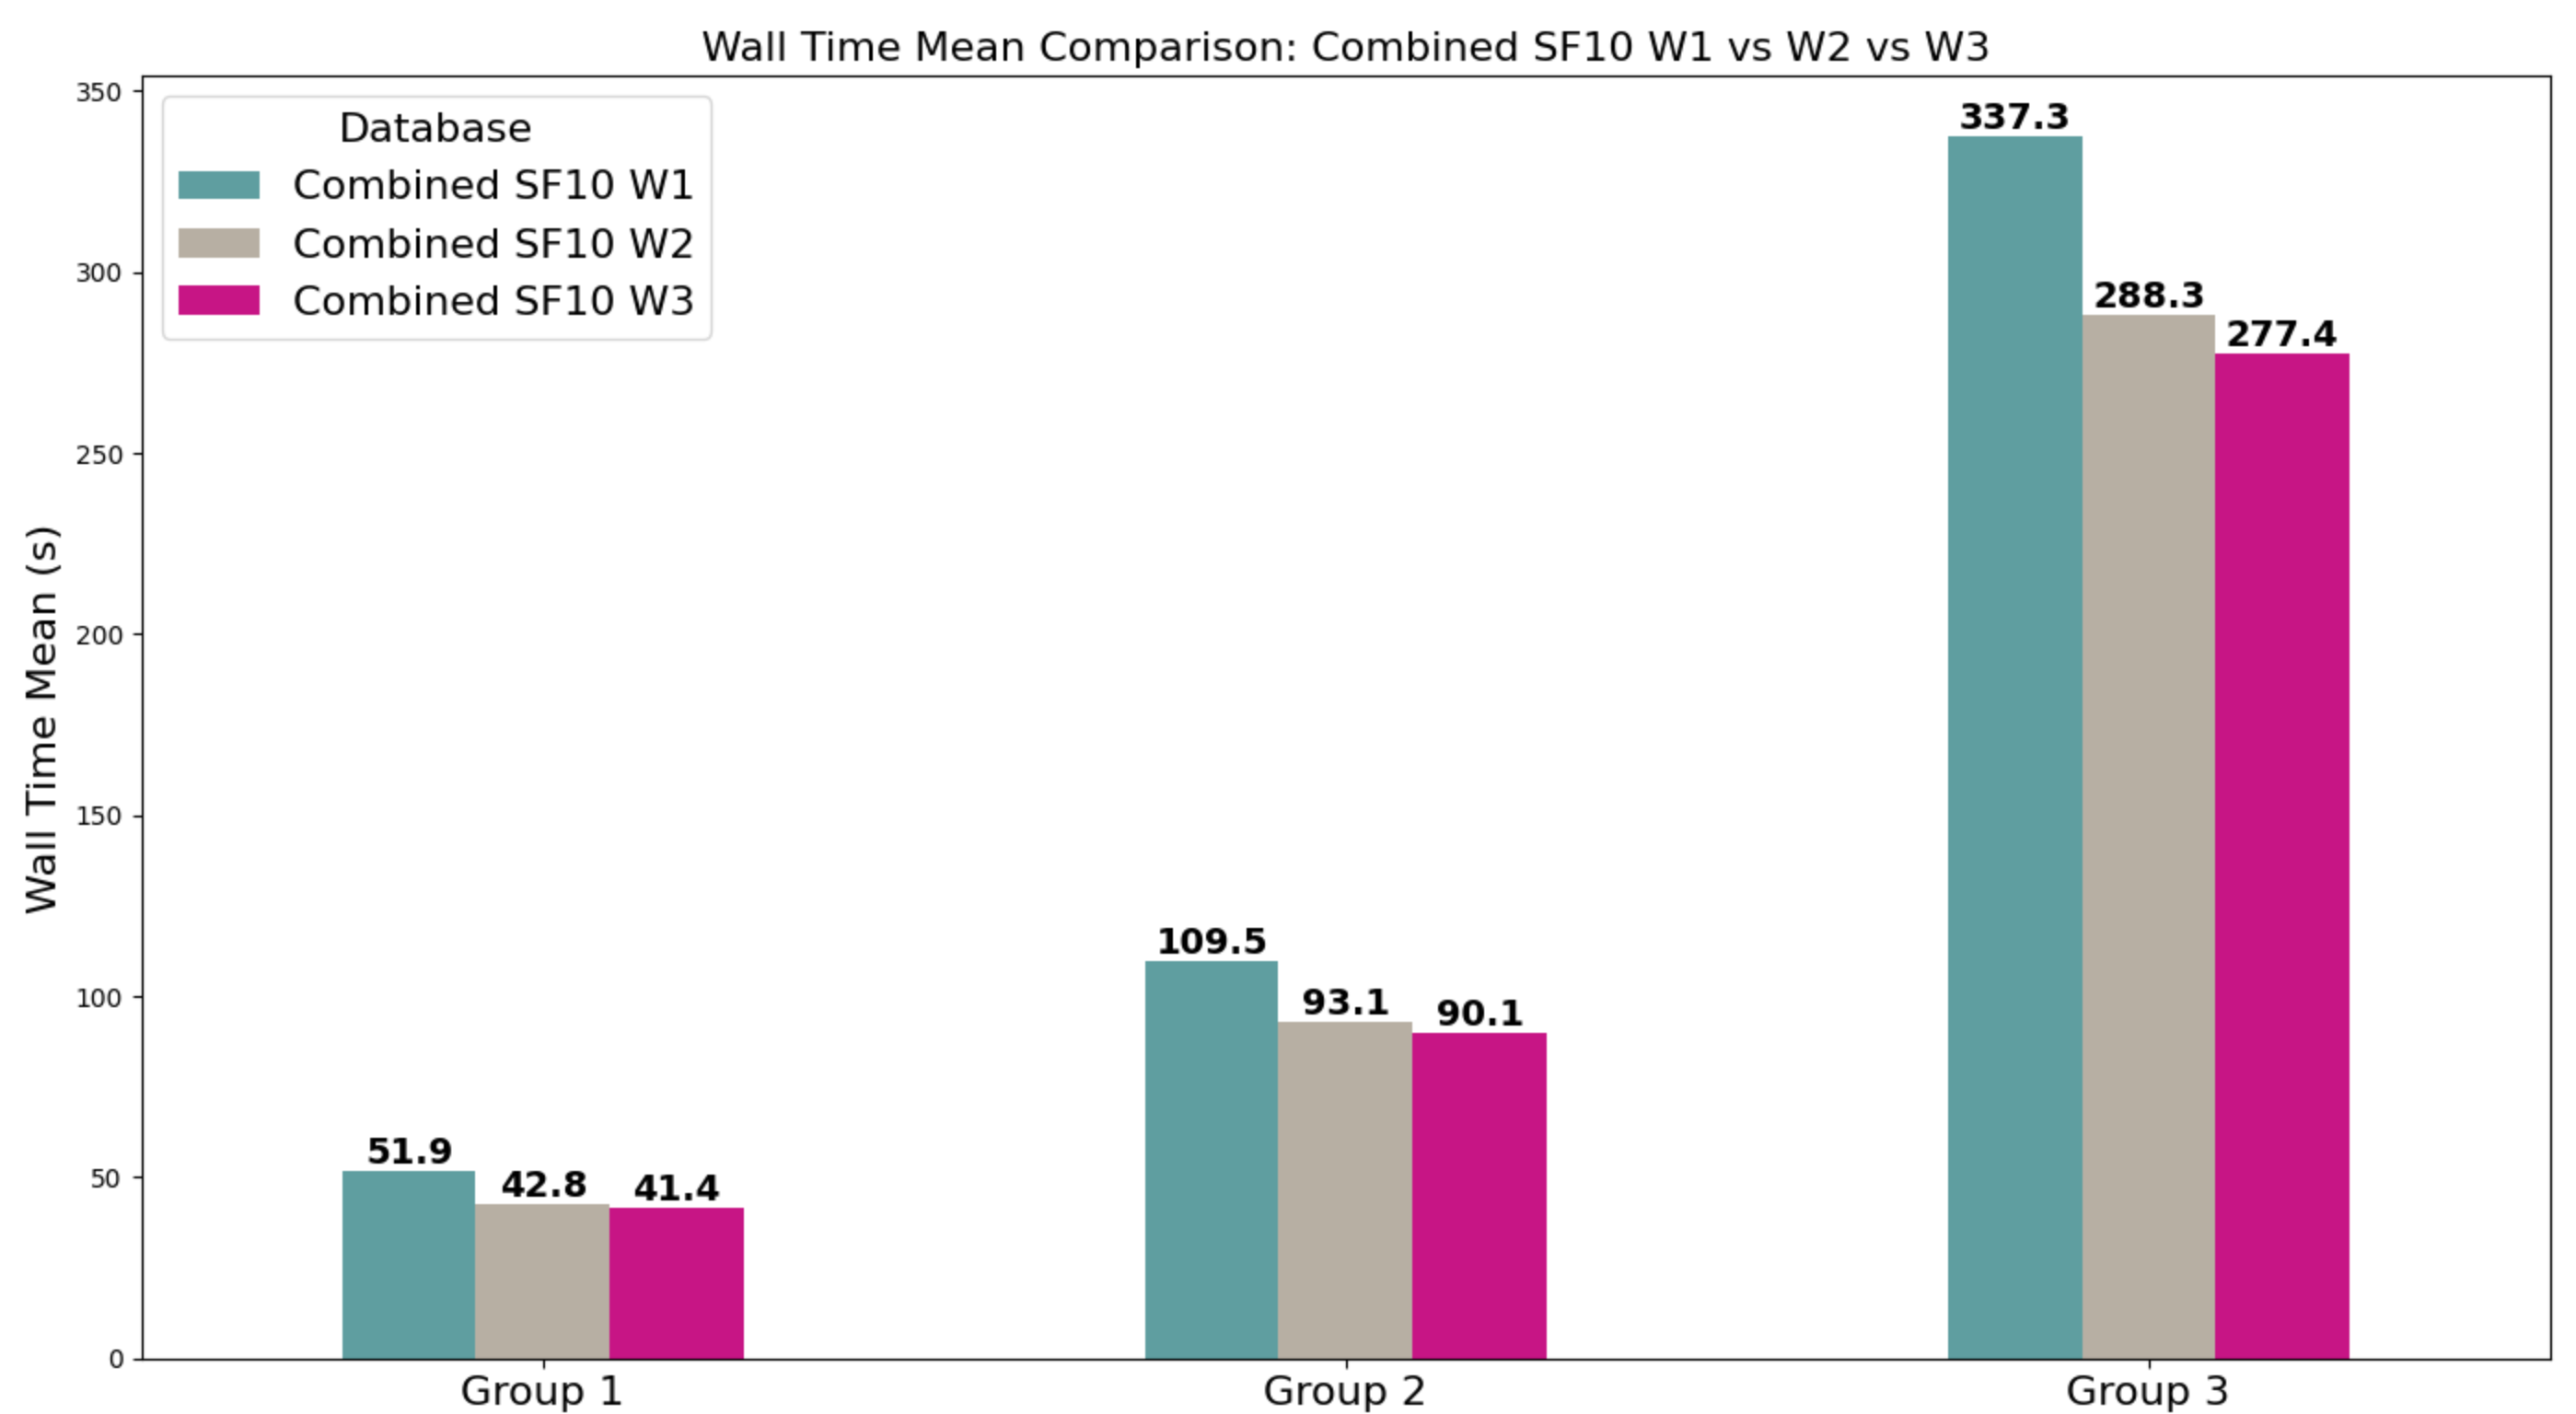 Wall Time Mean Comparison: Combined SF10 W1 vs W2 vs W3
Database
Combined SF10 W1
Combined SF10 W2
Combined SF10 W3
Wall Time Mean (s)
350
300
250
200
150
100
50
0
51.9
42.8
41.4
109.5
93.1
90.1
337.3
288.3
277.4
Group 1
Group 2
Group 3